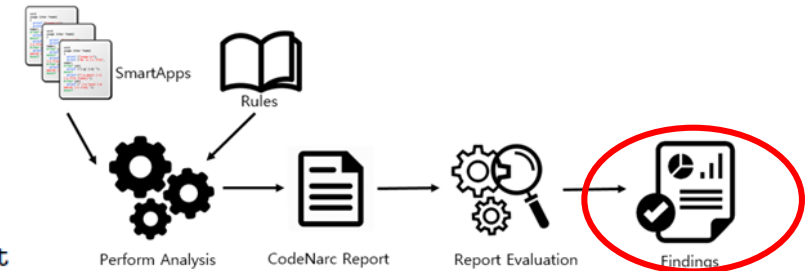 SmartApps
Rules
t
Perform Analysis
CodeNarc Report
Report Evaluation
Findings